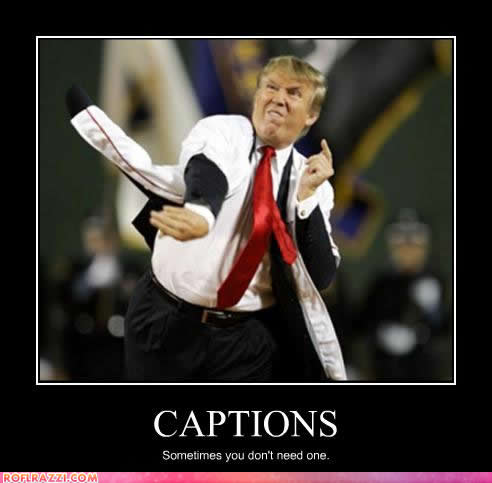 CAPTIONS
Sometimes you don't need one.
ROFLRAZZI.COM